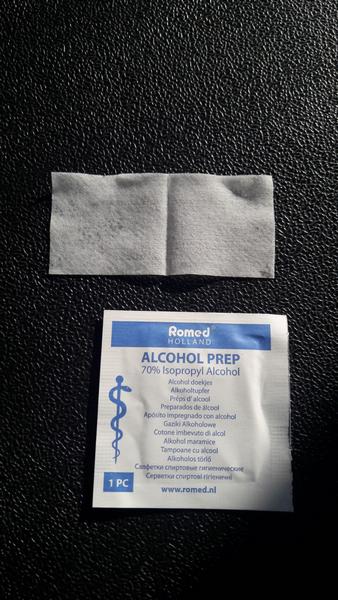 Romed
HOLLAND
ALCOHOL PREP
70% Isopropyl Alcohol
Alcohol doekjes
Alkoholtupfer
Préps d' alcool
Preparados de álcool
Apósito impregnado con alcohol
Gaziki Alkoholowe
Cotone imbevuto di alcol
Alkohol maramice
Tampoane cu alcool
Alkoholos törlő
Салфетки спиртовые гигиенические
Серветки спиртові гігієнічні
1 PC
www.romed.nl